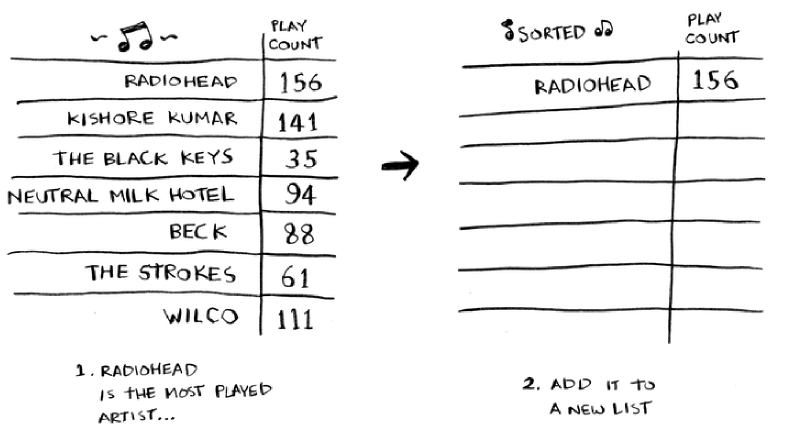 PLAY
COUNT
RADIOHEAD 156
KISHORE KUMAR 141
THE BLACK KEYS 35
NEUTRAL MILK HOTEL 94
BECK 88
THE STROKES 61
WILCO 111
1. RADIOHEAD
IS THE MOST PLAYED
ARTIST...
SORTED
PLAY
COUNT
RADIOHEAD 156
2. ADD IT TO
A NEW LIST